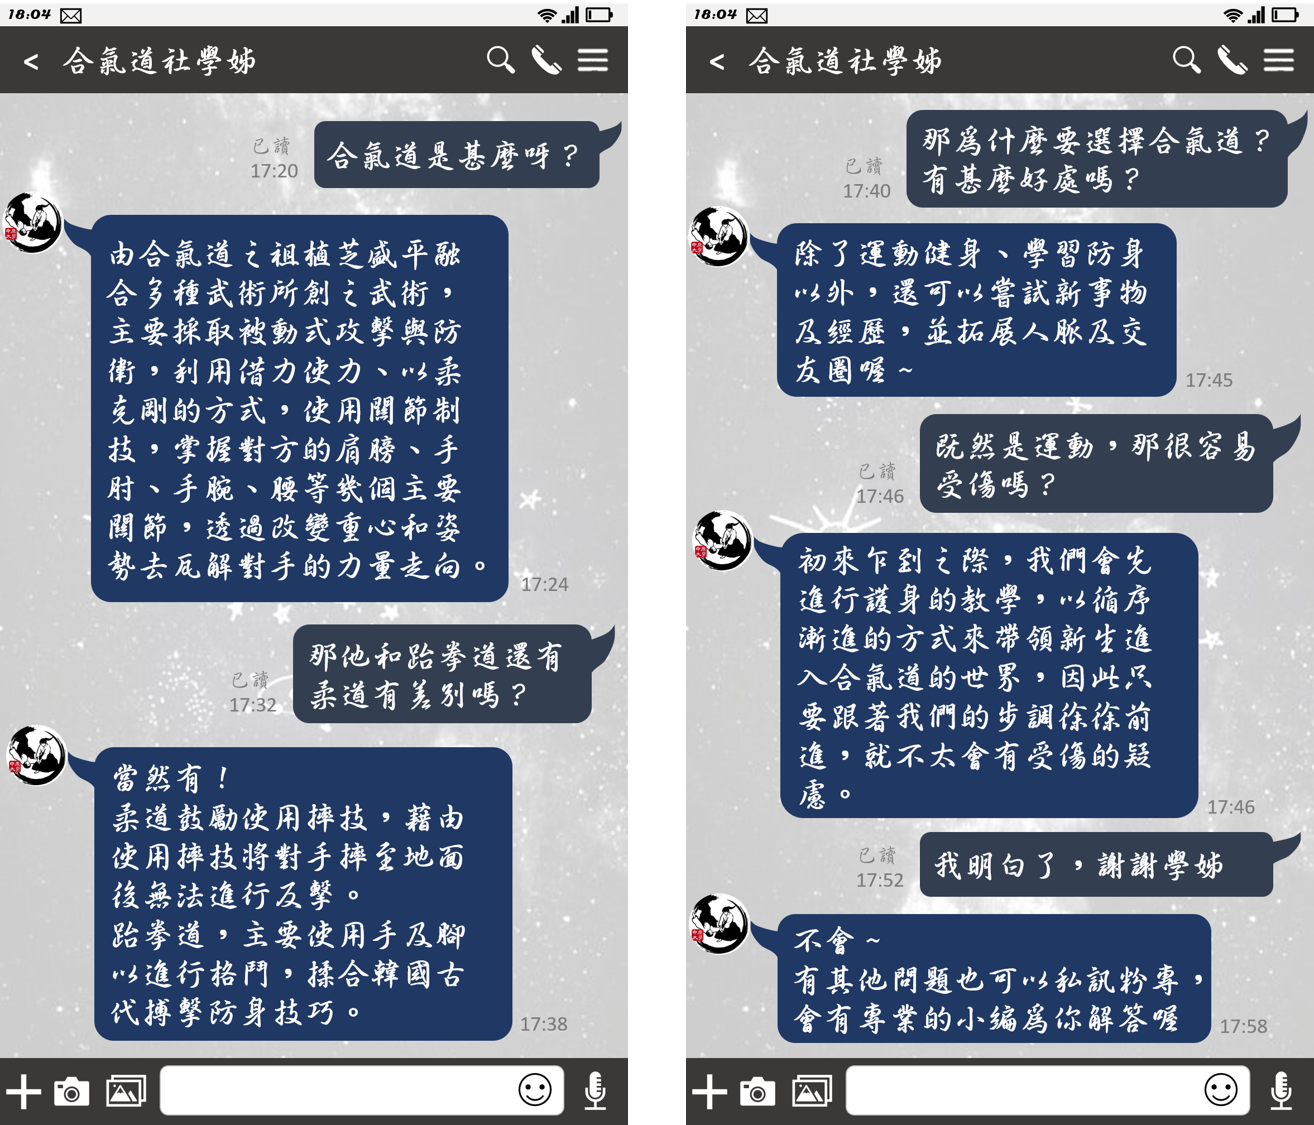 18:04
< 合氣道社學姊
已讀
17:20
合氣道是甚麼呀？
由合氣道之祖植芝盛平融
合多種武術所創之武術，
主要採取被動式攻擊與防
衛，利用借力使力、以柔
克剛的方式，使用關節制
技，掌握對方的肩膀、手
肘、手腕、腰等幾個主要
關節，透過改變重心和姿
勢去瓦解對手的力量走向。
17:24
已讀
17:32
那他和跆拳道還有
柔道有差別嗎？
當然有！
柔道鼓勵使用摔技，藉由
使用摔技將對手摔至地面
後無法進行反擊。
跆拳道，主要使用手及腳
以進行格鬥，揉合韓國古
代搏擊防身技巧。
17:38
18:04
< 合氣道社學姊
已讀
17:40
那爲什麼要選擇合氣道？
有甚麼好處嗎？
除了運動健身、學習防身
以外，還可以嘗試新事物
及經歷，並拓展人脈及交
友圈喔~
17:45
已讀
17:46
既然是運動，那很容易
受傷嗎？
初來乍到之際，我們會先
進行護身的教學，以循序
漸進的方式來帶領新生進
入合氣道的世界，因此只
要跟著我們的步調徐徐前
進，就不太會有受傷的疑
慮。
17:46
已讀
17:52
我明白了，謝謝學姊
不會~
有其他問題也可以私訊粉專，
會有專業的小編爲你解答喔
17:58